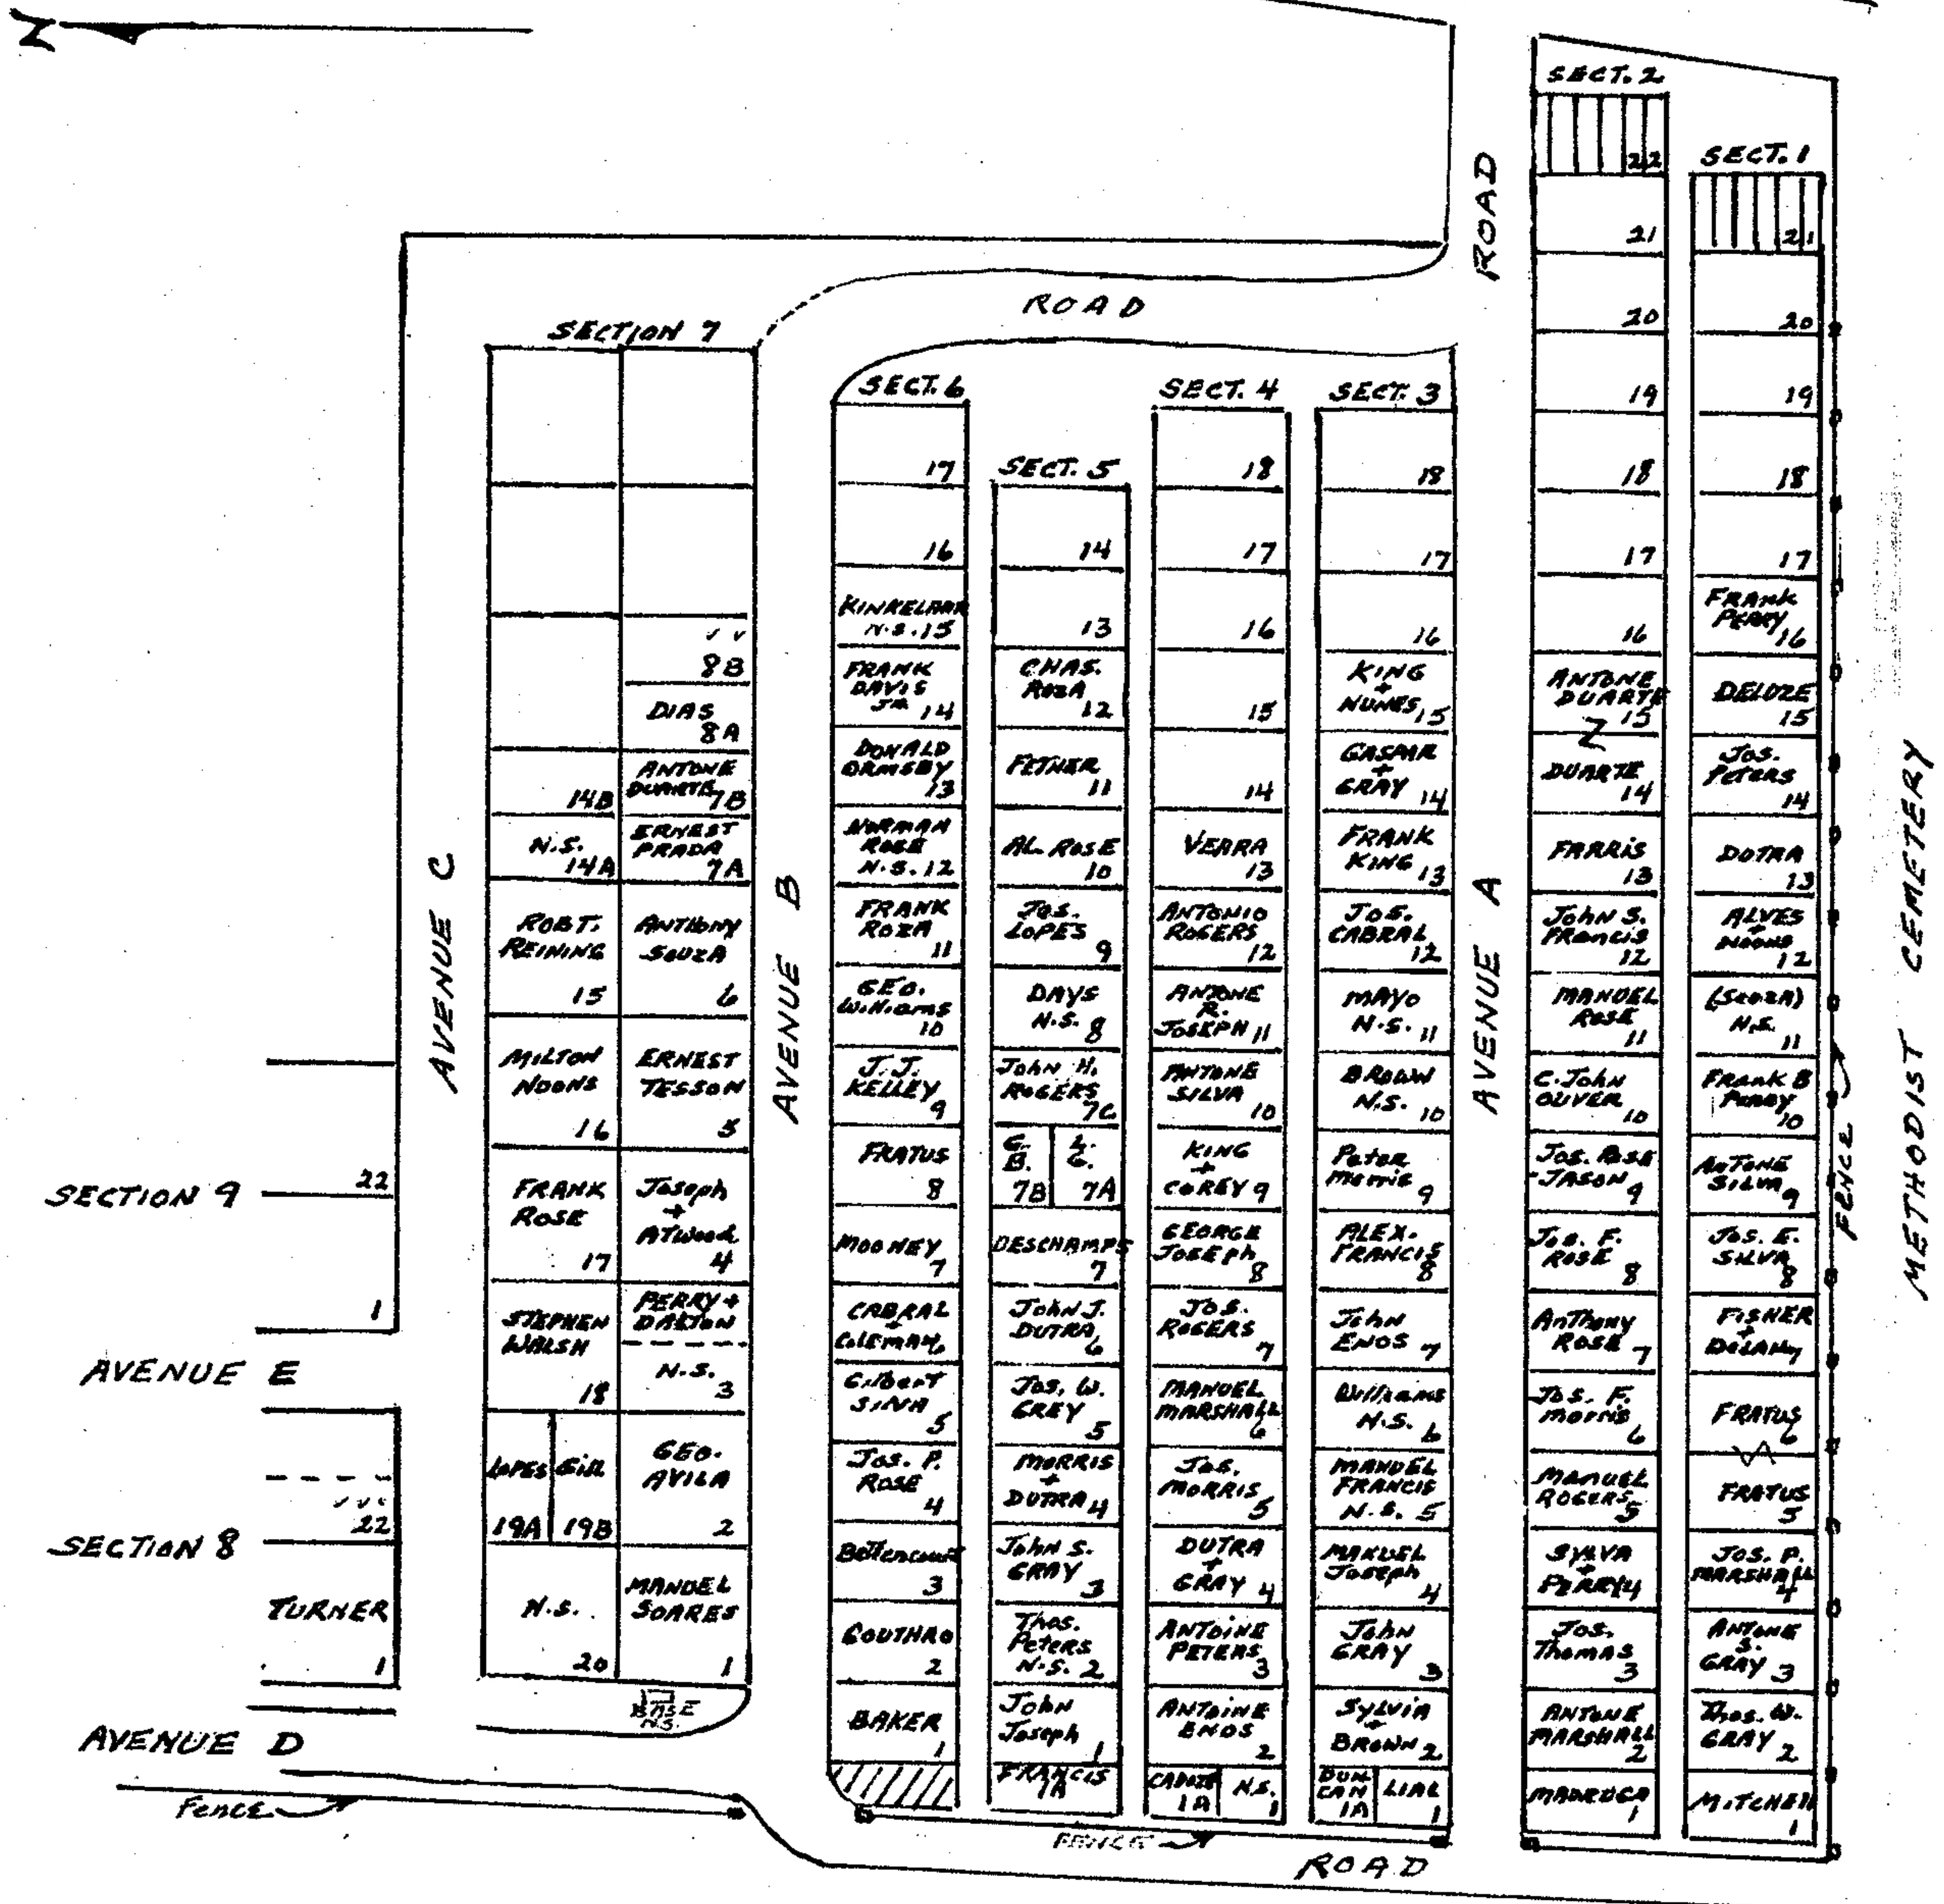 N
ROAD
ROAD
SECTION 7
8B
DIAS
8A
ANTONE
DUARTE
7B
ERNEST
PRADA
7A
ANTHONY
SOUZA
6
ERNEST
TESSON
5
Joseph
+
ATwood
4
PERRY +
DALTON
N.S.
3
GEO.
AVILA
2
MANUEL
SOARES
1
14B
N.S.
14A
ROBT.
REINING
15
MILTON
NOONS
16
FRANK
ROSE
17
STEPHEN
WALSH
18
LOPES
19A
Gill
19B
N.S.
20
BASE
N.S.
AVENUE C
AVENUE B
SECTION 9
22
1
AVENUE E
SECTION 8
22
TURNER
1
AVENUE D
FENCE
SECT. 6
17
16
KINKELAAR
N.S. 15
FRANK
DAVIS
JR. 14
DONALD
ORMSBY
13
NORMAN
ROSE
N.S. 12
FRANK
ROZA
11
GEO.
Williams
10
J.J.
KELLEY
9
FRATUS
8
MOONEY
7
CABRAL
+
COLEMAN 6
Gilbert
SILVA
5
Jos. P.
ROSE
4
Bettencourt
3
GOUTHRO
2
BAKER
1
SECT. 5
14
13
CHAS.
ROZA
12
FETHER
11
AL ROSE
10
Jos.
LOPES
9
DAYS
N.S. 8
John H.
ROGERS
7C
G.
B.
7B
L.
G.
7A
DESCHAMPS
7
John J.
DUTRA
6
Jos. W.
GREY
5
MORRIS
+
DUTRA 4
John S.
GRAY
3
Thos.
Peters
N.S. 2
John
Joseph
1
FRANCIS
1A
SECT. 4
18
17
16
15
14
VEARA
13
ANTONIO
ROGERS
12
ANTONE
R.
JOSEPH 11
ANTONE
SILVA
10
KING
+
COREY 9
GEORGE
JOSEPH
8
JOS.
ROGERS
7
MANUEL
MARSHALL
6
Jos.
MORRIS
5
DUTRA
+
GRAY 4
ANTOINE
PETERS
3
ANTOINE
ENOS
2
1A
N.S.
1
SECT. 3
18
17
16
KING
+
NUNES 15
GASPAR
+
GRAY 14
FRANK
KING
13
JOS.
CABRAL
12
MAYO
N.S. 11
BROWN
N.S. 10
Peter
Morris
9
ALEX.
FRANCIS
8
John
ENOS 7
Williams
N.S. 6
MANUEL
FRANCIS
N.S. 5
MANUEL
Joseph
4
John
GRAY
3
SYLVIA
+
BROWN 2
DUN
CAN
1A
LIAL
1
FENCE
ROAD
AVENUE A
SECT. 2
22
21
20
19
18
17
16
ANTONE
DUARTE
15
Z
DUARTE
14
FARRIS
13
John S.
FRANCIS
12
MANUEL
ROSE
11
C. John
OLIVER
10
Jos. ROSE
-JASON 9
Jos. F.
ROSE
8
ANTHONY
ROSE 7
Jos. F.
MORRIS
6
MANUEL
ROGERS
5
SYLVA
+
PERRY 4
Jos.
Thomas
3
ANTONE
MARSHALL
2
MADRUGA
1
SECT. 1
21
20
19
18
17
FRANK
PERRY
16
DELUZE
15
Jos.
PETERS
14
DUTRA
13
ALVES
+
NOONS
12
(SOUZA)
N.S.
11
FRANK B
PERRY
10
ANTONE
SILVA
9
JOS. E.
SILVA
8
FISHER
+
DELANY
7
FRATUS
6
FRATUS
5
JOS. P.
MARSHALL
4
ANTONE
S.
GRAY 3
Thos. W.
GRAY 2
MITCHELL
1
FENCE
METHODIST CEMETERY